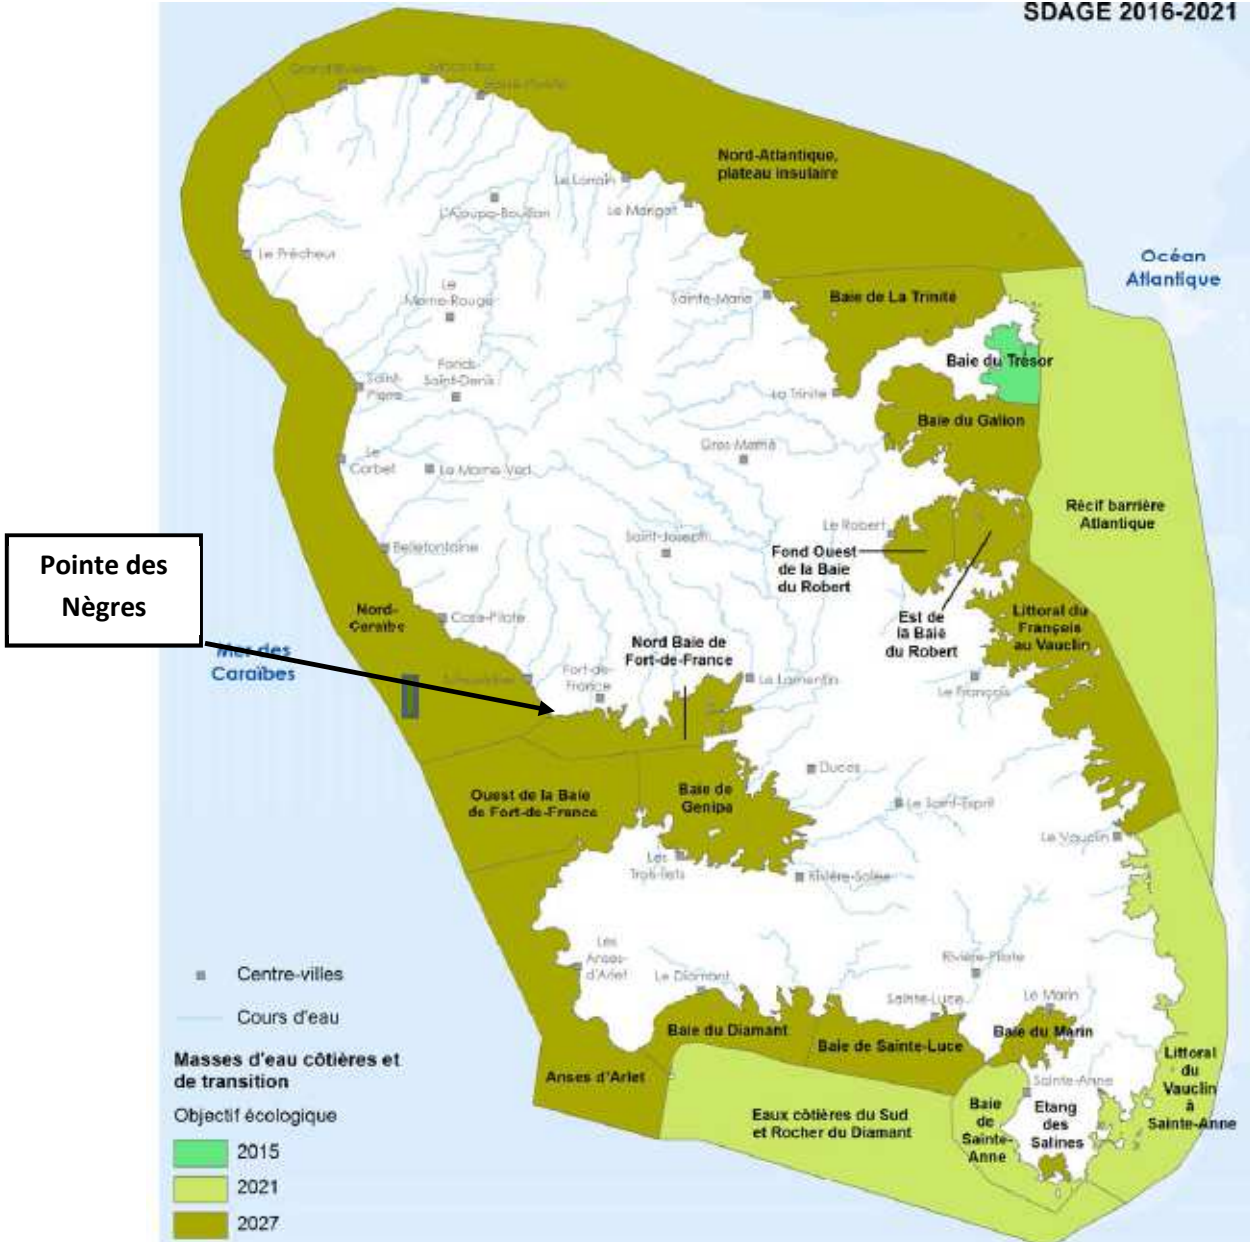 SDAGE 2016-2021
Grand'Rivière
Macouba
Basse-Pointe
Nord-Atlantique,
plateau insulaire
Le Lorrain
L'Ajoupa-Bouillon
Le Marigot
Le Prêcheur
Océan
Atlantique
Le
Morne-Rouge
Sainte-Marie
Baie de La Trinité
Baie du Trésor
Saint-
Pierre
Fonds-
Saint-Denis
La Trinité
Baie du Galion
Gros-Morne
Le
Carbet
Le Morne-Vert
Récif barrière
Atlantique
Le Robert
Saint-Joseph
Bellefontaine
Fond Ouest
de la Baie
du Robert
Pointe des
Nègres
Nord-
Caraïbe
Case-Pilote
Est de
la Baie
du Robert
Littoral du
François
au Vauclin
Nord Baie de
Fort-de-France
Mer des
Caraïbes
Schoelcher
Fort-de-
France
Le Lamentin
Le François
Ducos
Ouest de la Baie
de Fort-de-France
Baie de
Génipa
Le Saint-Esprit
Le Vauclin
Les
Trois-Ilets
Rivière-Salée
Les
Anses-
d'Arlet
Le Diamant
Rivière-Pilote
Sainte-Luce
Le Marin
Baie du Diamant
Baie de Sainte-Luce
Baie du Marin
Anses d'Arlet
Sainte-Anne
Littoral
du
Vauclin
à
Sainte-Anne
Eaux côtières du Sud
et Rocher du Diamant
Baie
de
Sainte-
Anne
Etang
des
Salines
Centre-villes
Cours d'eau
Masses d'eau côtières et
de transition
Objectif écologique
2015
2021
2027